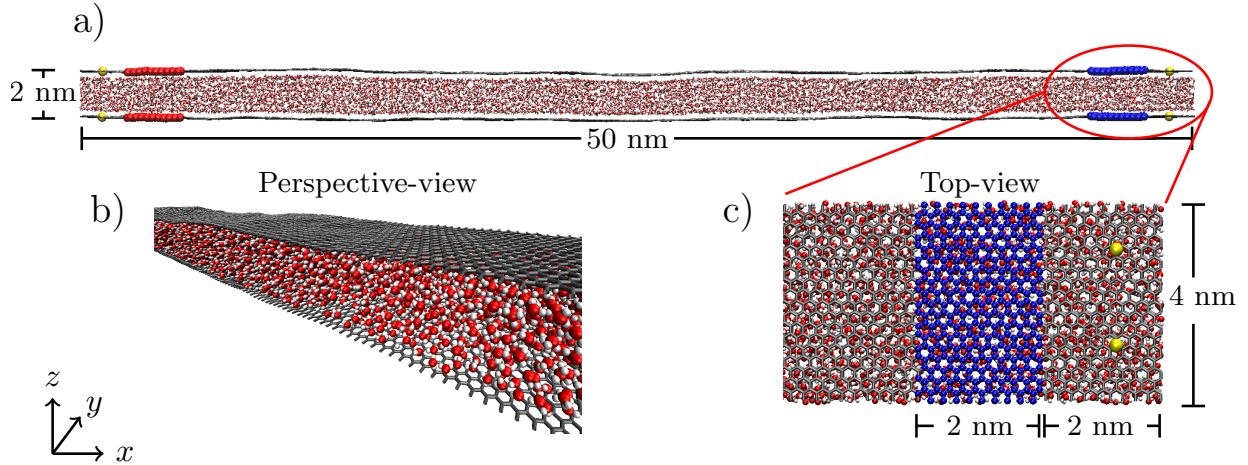 a)
2 nm
50 nm
Perspective-view
Top-view
b)
c)
4 nm
z
y
x
2 nm
2 nm